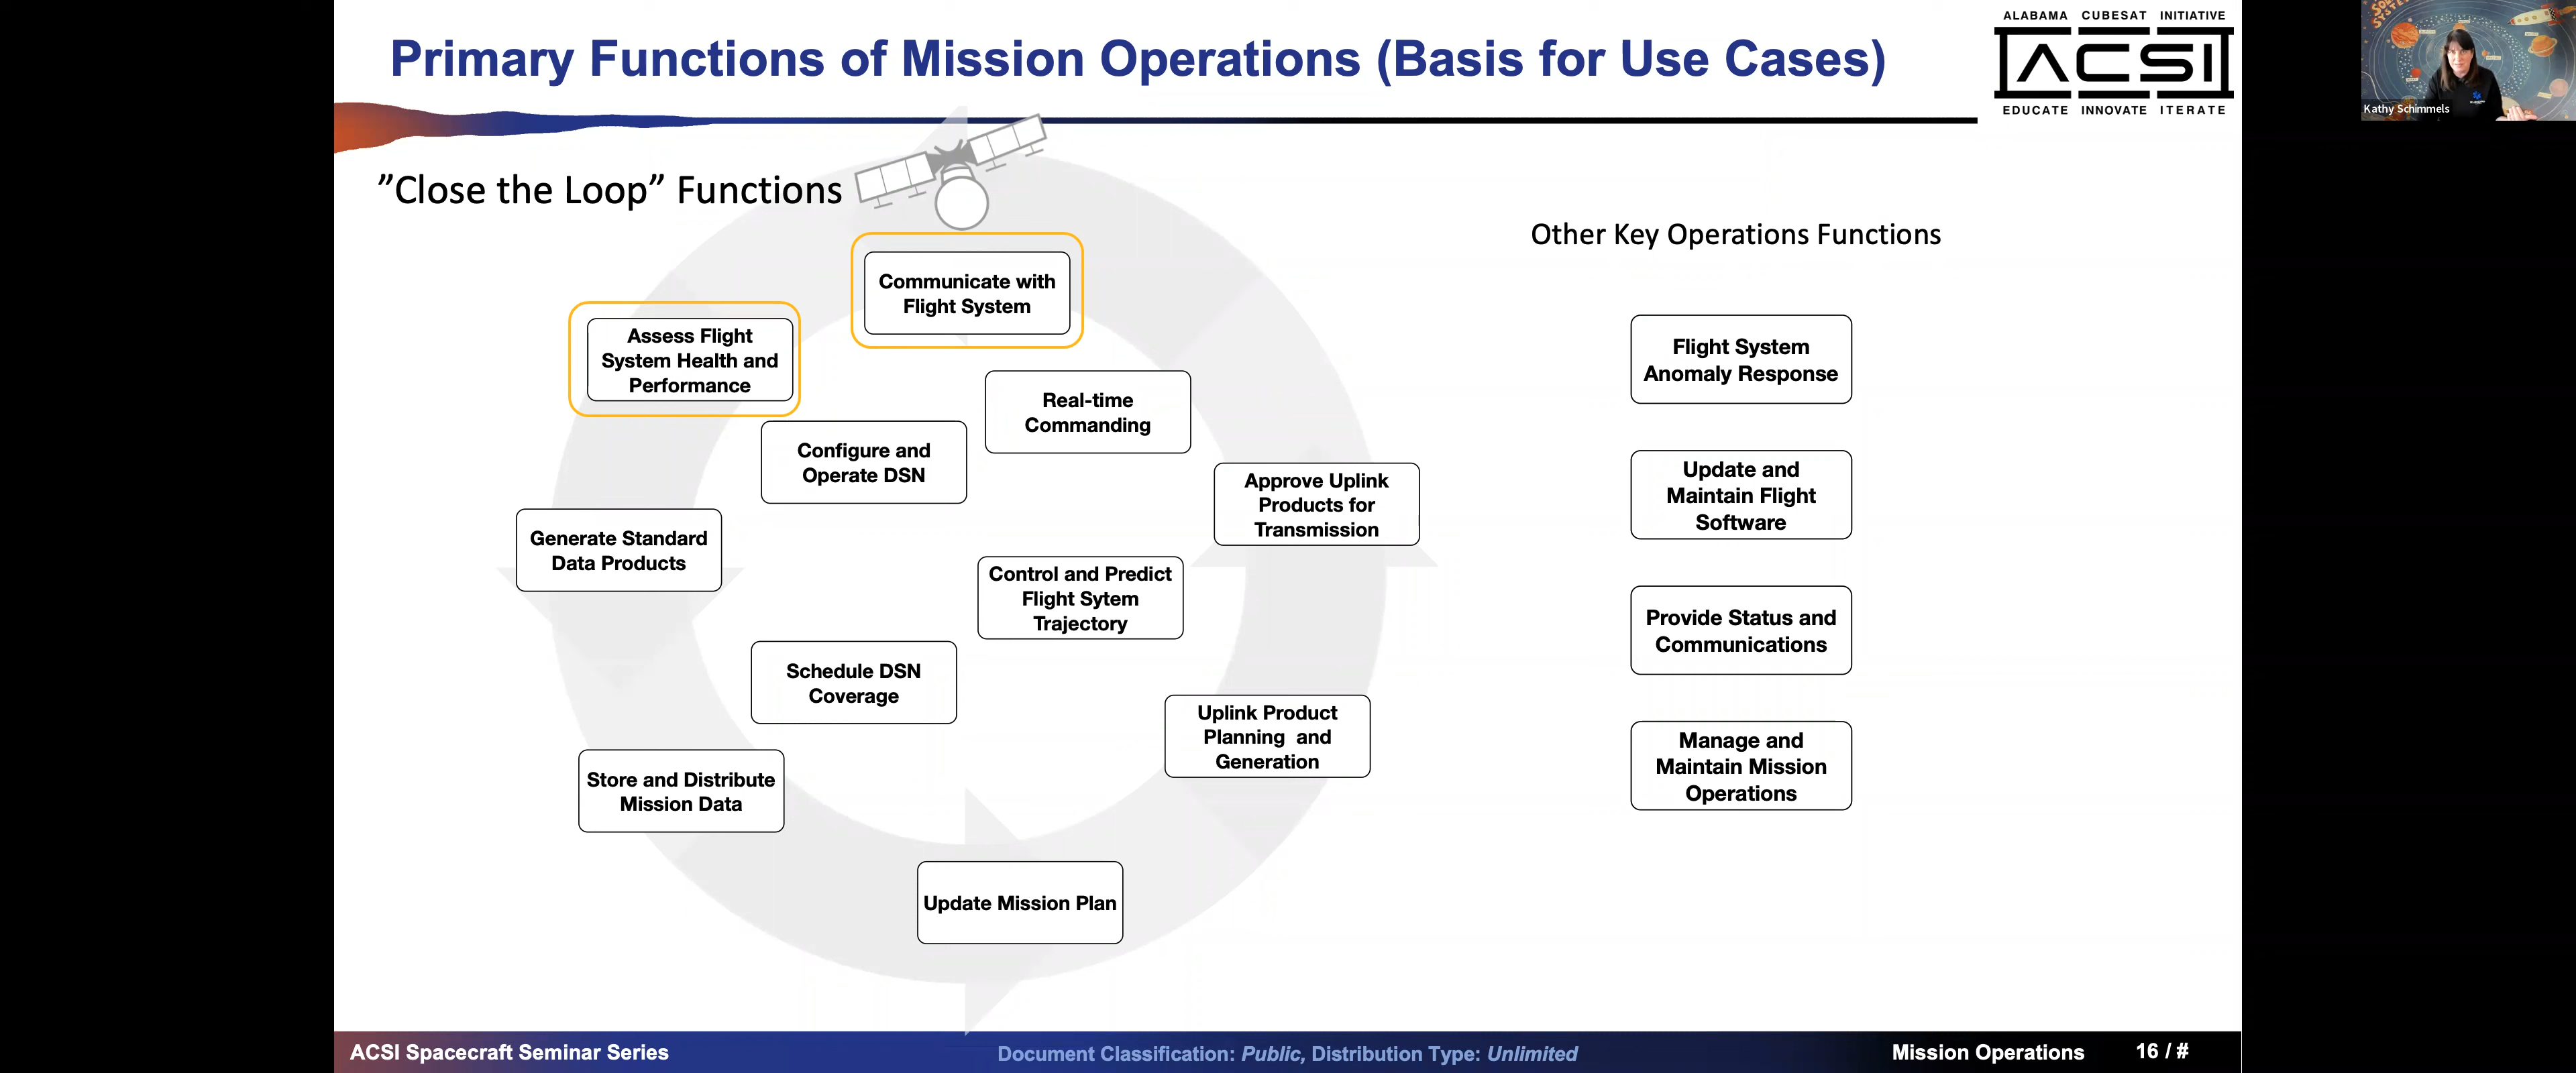 Primary Functions of Mission Operations (Basis for Use Cases)
ALABAMA CUBESAT INITIATIVE
ACSI
EDUCATE INNOVATE ITERATE
Kathy Schimmels
”Close the Loop” Functions
Other Key Operations Functions
Communicate with
Flight System
Assess Flight
System Health and
Performance
Real-time
Commanding
Configure and
Operate DSN
Approve Uplink
Products for
Transmission
Generate Standard
Data Products
Control and Predict
Flight Sytem
Trajectory
Schedule DSN
Coverage
Uplink Product
Planning and
Generation
Store and Distribute
Mission Data
Update Mission Plan
Flight System
Anomaly Response
Update and
Maintain Flight
Software
Provide Status and
Communications
Manage and
Maintain Mission
Operations
ACSI Spacecraft Seminar Series
Document Classification: Public, Distribution Type: Unlimited
Mission Operations
16 / #